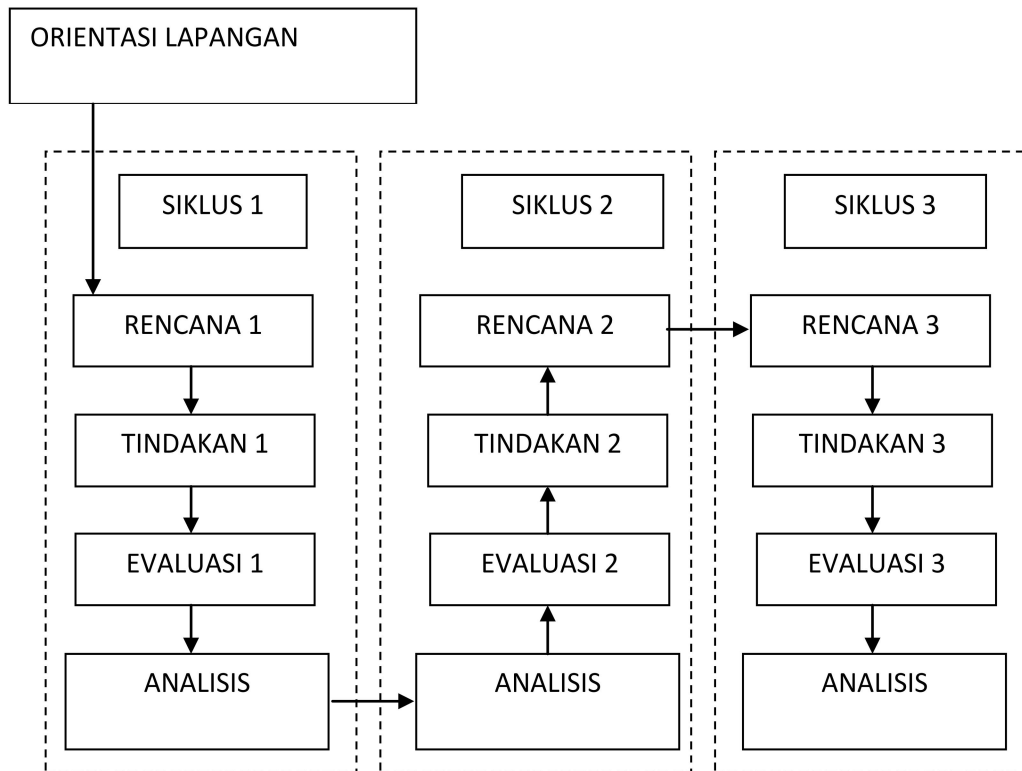 ORIENTASI LAPANGAN
SIKLUS 1
RENCANA 1
TINDAKAN 1
EVALUASI 1
ANALISIS
SIKLUS 2
RENCANA 2
TINDAKAN 2
EVALUASI 2
ANALISIS
SIKLUS 3
RENCANA 3
TINDAKAN 3
EVALUASI 3
ANALISIS